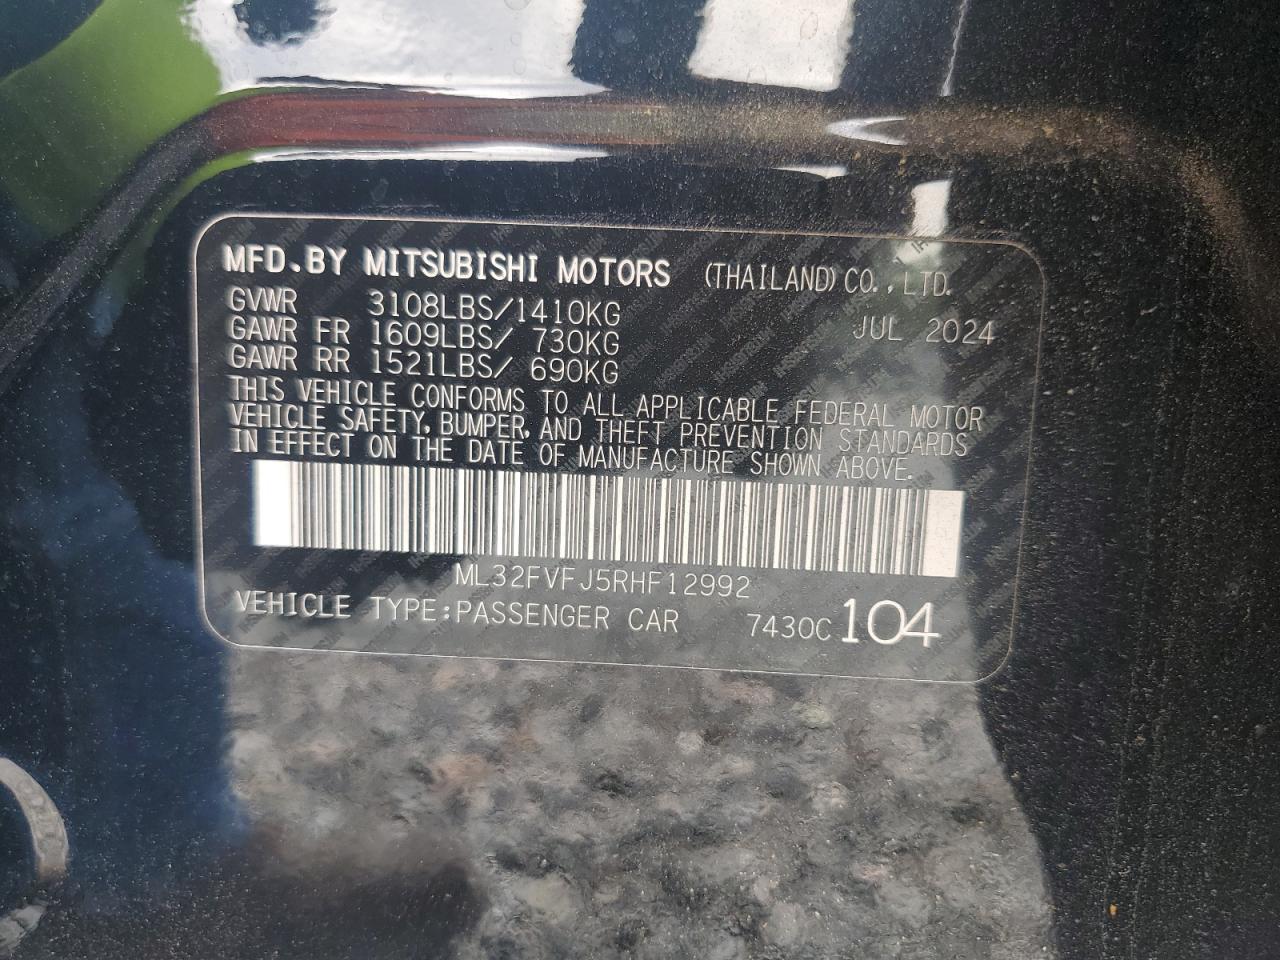 MFD.BY MITSUBISHI MOTORS (THAILAND) CO., LTD.
GVWR 3108LBS/1410KG JUL 2024
GAWR FR 1609LBS/ 730KG
GAWR RR 1521LBS/ 690KG
THIS VEHICLE CONFORMS TO ALL APPLICABLE FEDERAL MOTOR
VEHICLE SAFETY, BUMPER, AND THEFT PREVENTION STANDARDS
IN EFFECT ON THE DATE OF MANUFACTURE SHOWN ABOVE.
ML32FVFJ5RHF12992
VEHICLE TYPE:PASSENGER CAR 7430C 104